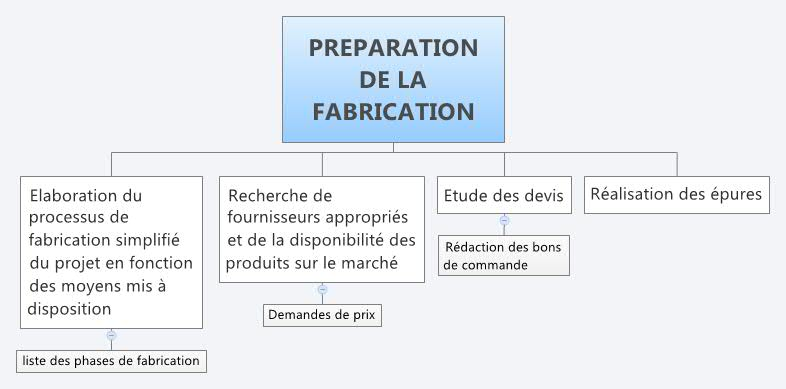 PREPARATION
DE LA
FABRICATION
Elaboration du
processus de
fabrication simplifié
du projet en fonction
des moyens mis à
disposition
liste des phases de fabrication
Recherche de
fournisseurs appropriés
et de la disponibilité des
produits sur le marché
Demandes de prix
Etude des devis
Rédaction des bons
de commande
Réalisation des épures